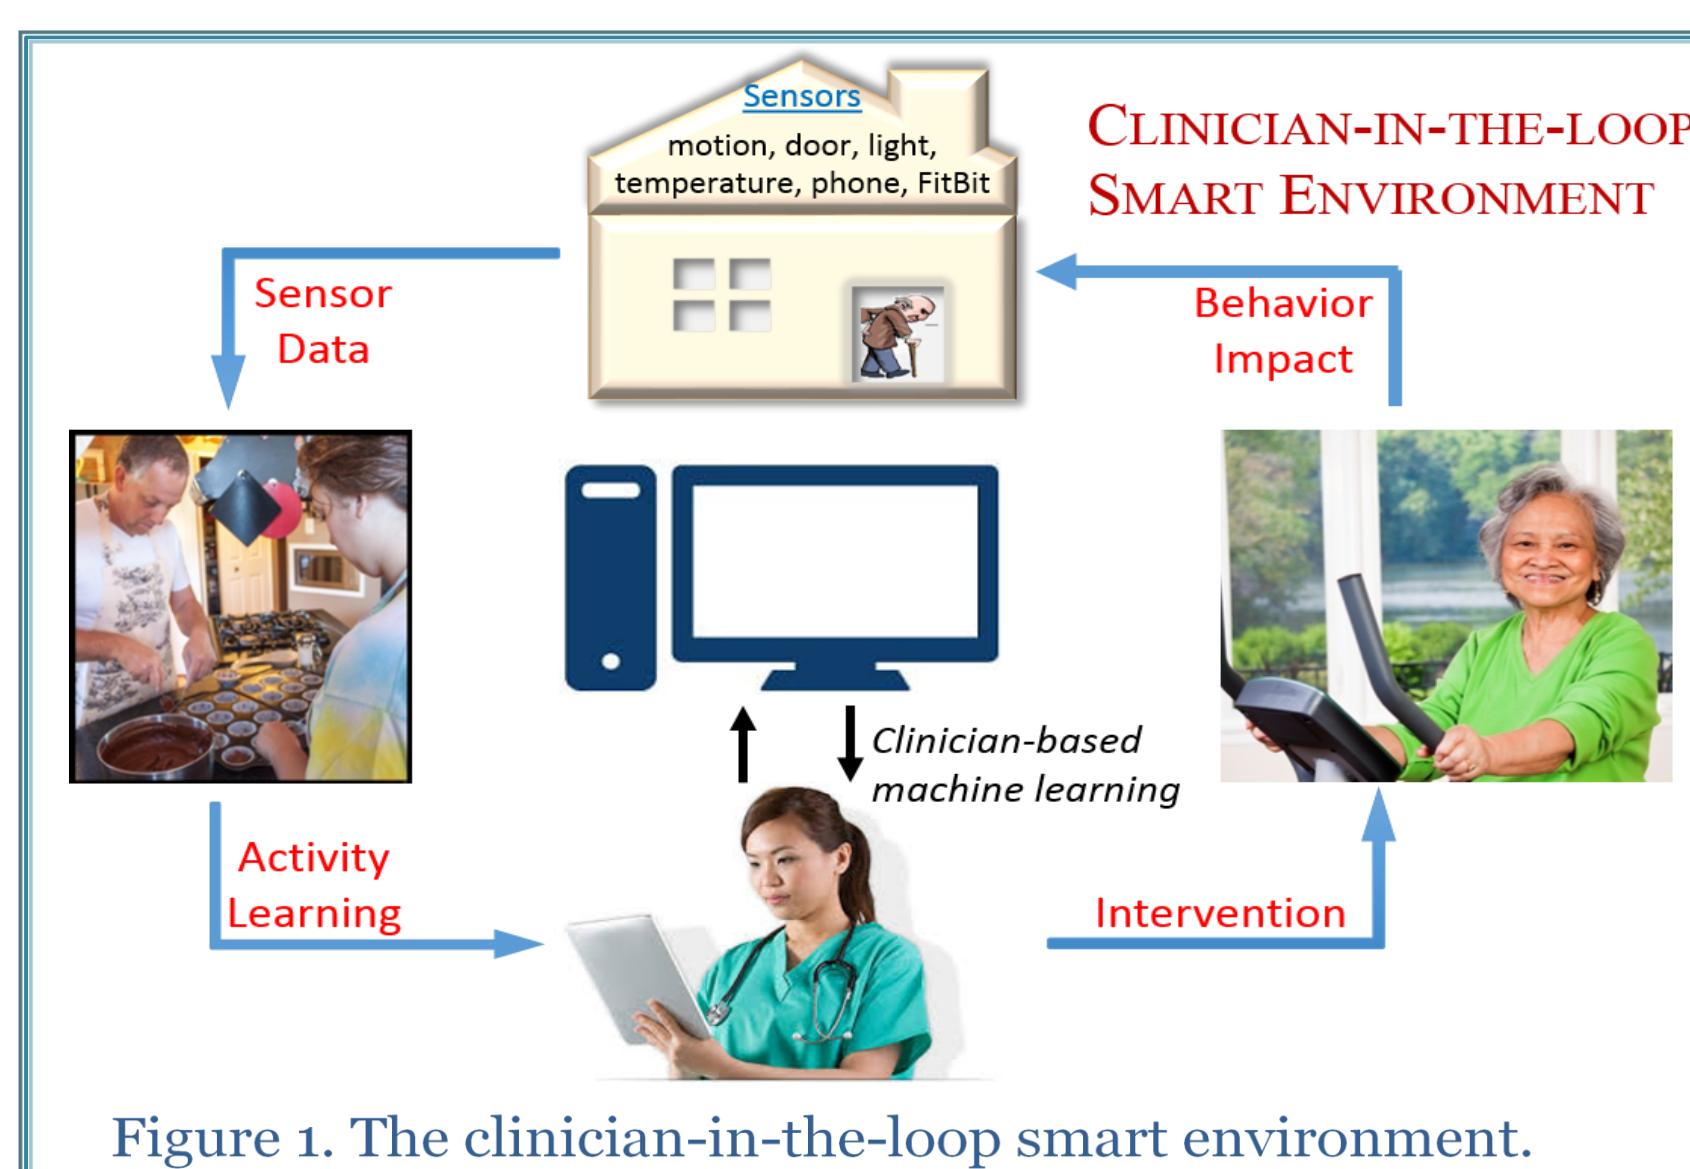 Sensors
motion, door, light,
temperature, phone, FitBit
CLINICIAN-IN-THE-LOOP
SMART ENVIRONMENT
Sensor
Data
Behavior
Impact
Clinician-based
machine learning
Activity
Learning
Intervention
Figure 1. The clinician-in-the-loop smart environment.